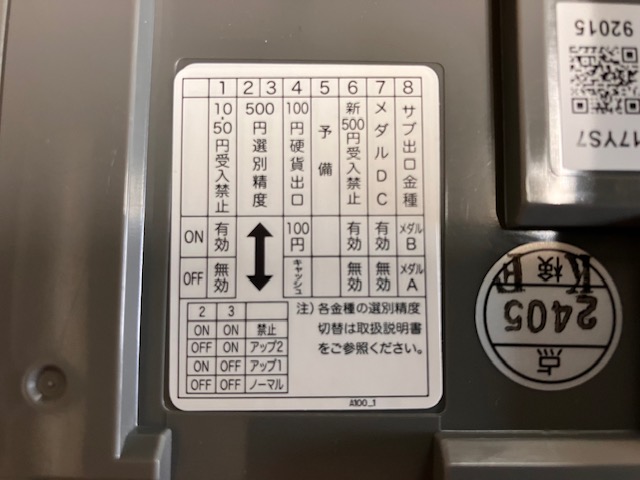 1 2 3 4 5 6 7 8
10・50円受入禁止
500円選別精度
100円硬貨出口
予備
新500円受入禁止
メダルDC
サブ出口金種
ON 有効 100円 有効 有効 メダルB
OFF 無効 キャッシュ 無効 無効 メダルA
2 3
ON ON 禁止
OFF ON アップ2
ON OFF アップ1
OFF OFF ノーマル
注）各金種の選別精度
切替は取扱説明書
をご参照ください。
A100_1
92015
17YS7
検
2405
点